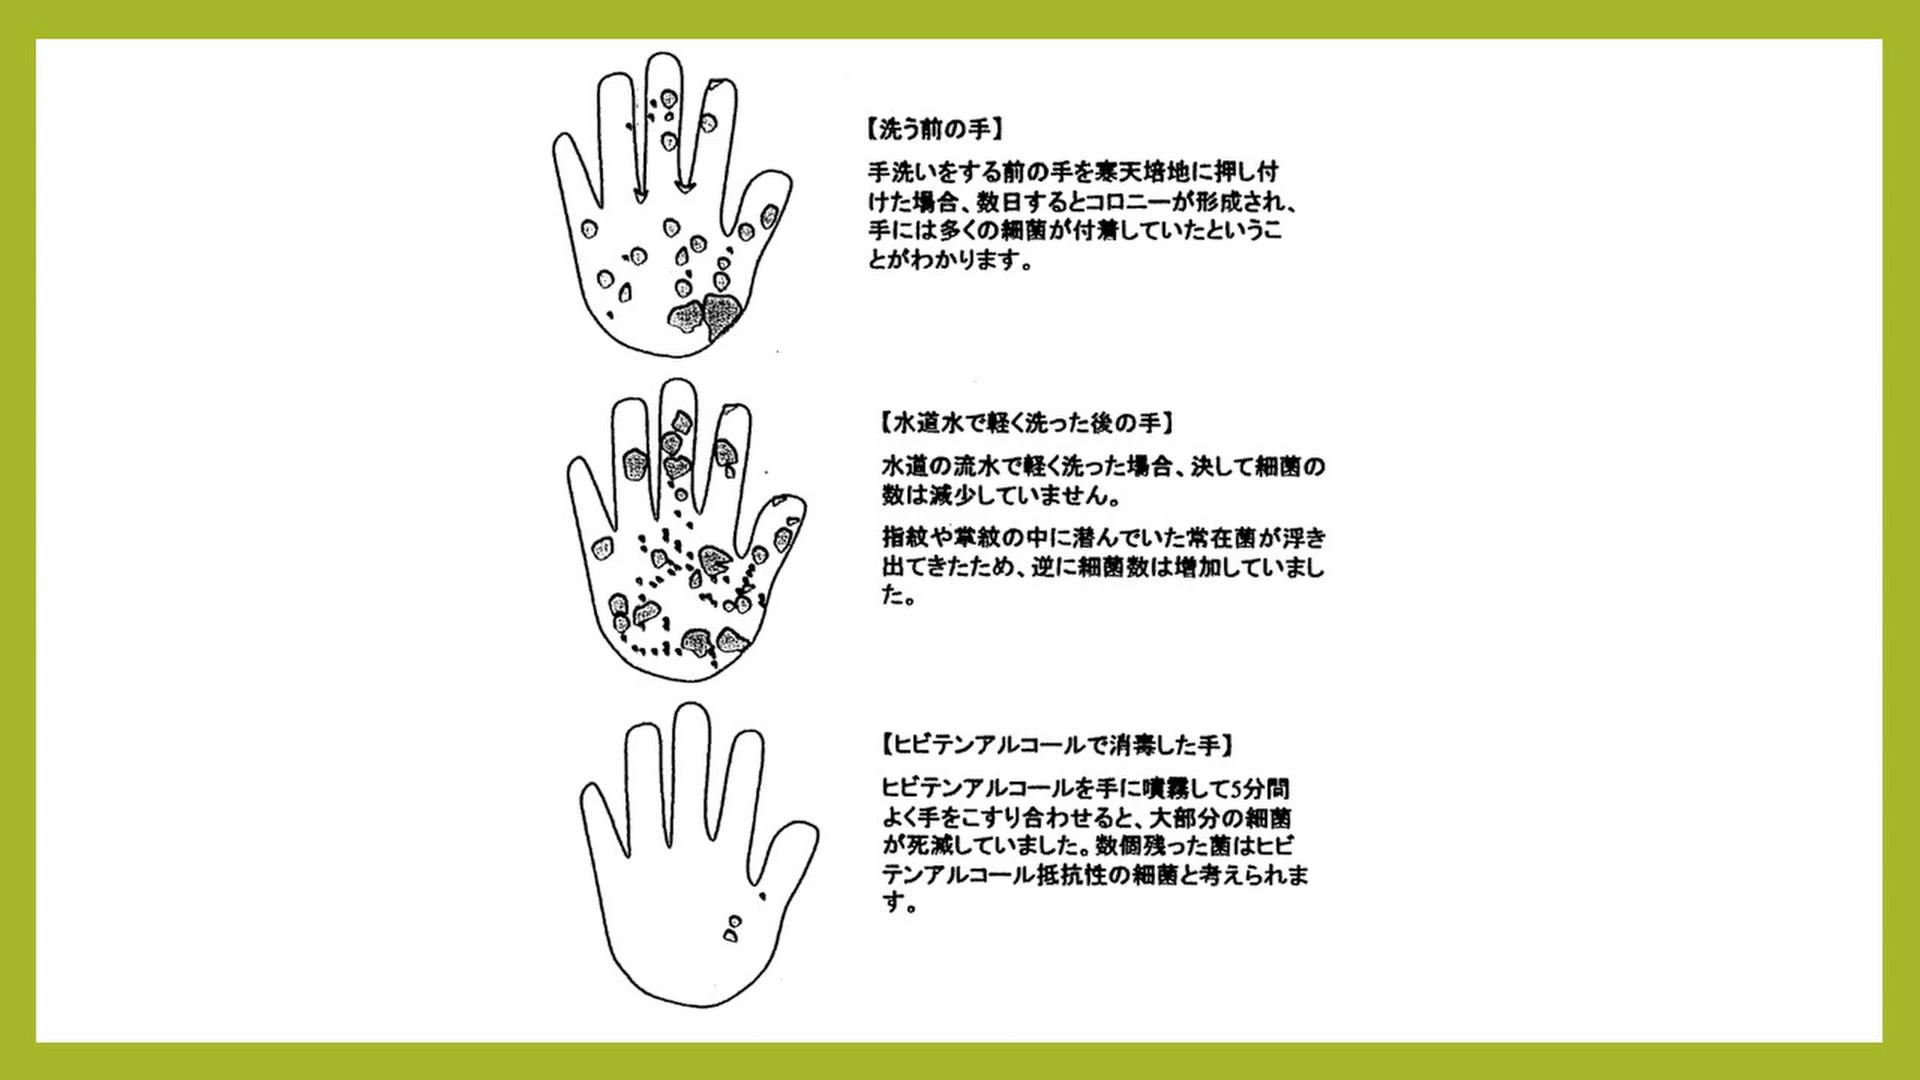 【洗う前の手】
手洗いをする前の手を寒天培地に押し付
けた場合、数日するとコロニーが形成され、
手には多くの細菌が付着していたというこ
とがわかります。
【水道水で軽く洗った後の手】
水道の流水で軽く洗った場合、決して細菌の
数は減少していません。
指紋や掌紋の中に潜んでいた常在菌が浮き
出てきたため、逆に細菌数は増加していまし
た。
【ヒビテンアルコールで消毒した手】
ヒビテンアルコールを手に噴霧して5分間
よく手をこすり合わせると、大部分の細菌
が死滅していました。数個残った菌はヒビ
テンアルコール抵抗性の細菌と考えられま
す。